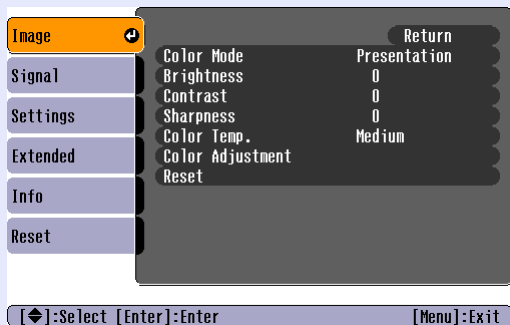 Image
Signal
Settings
Extended
Info
Reset
Return
Color Mode Presentation
Brightness 0
Contrast 0
Sharpness 0
Color Temp. Medium
Color Adjustment
Reset
[◆]:Select [Enter]:Enter [Menu]:Exit